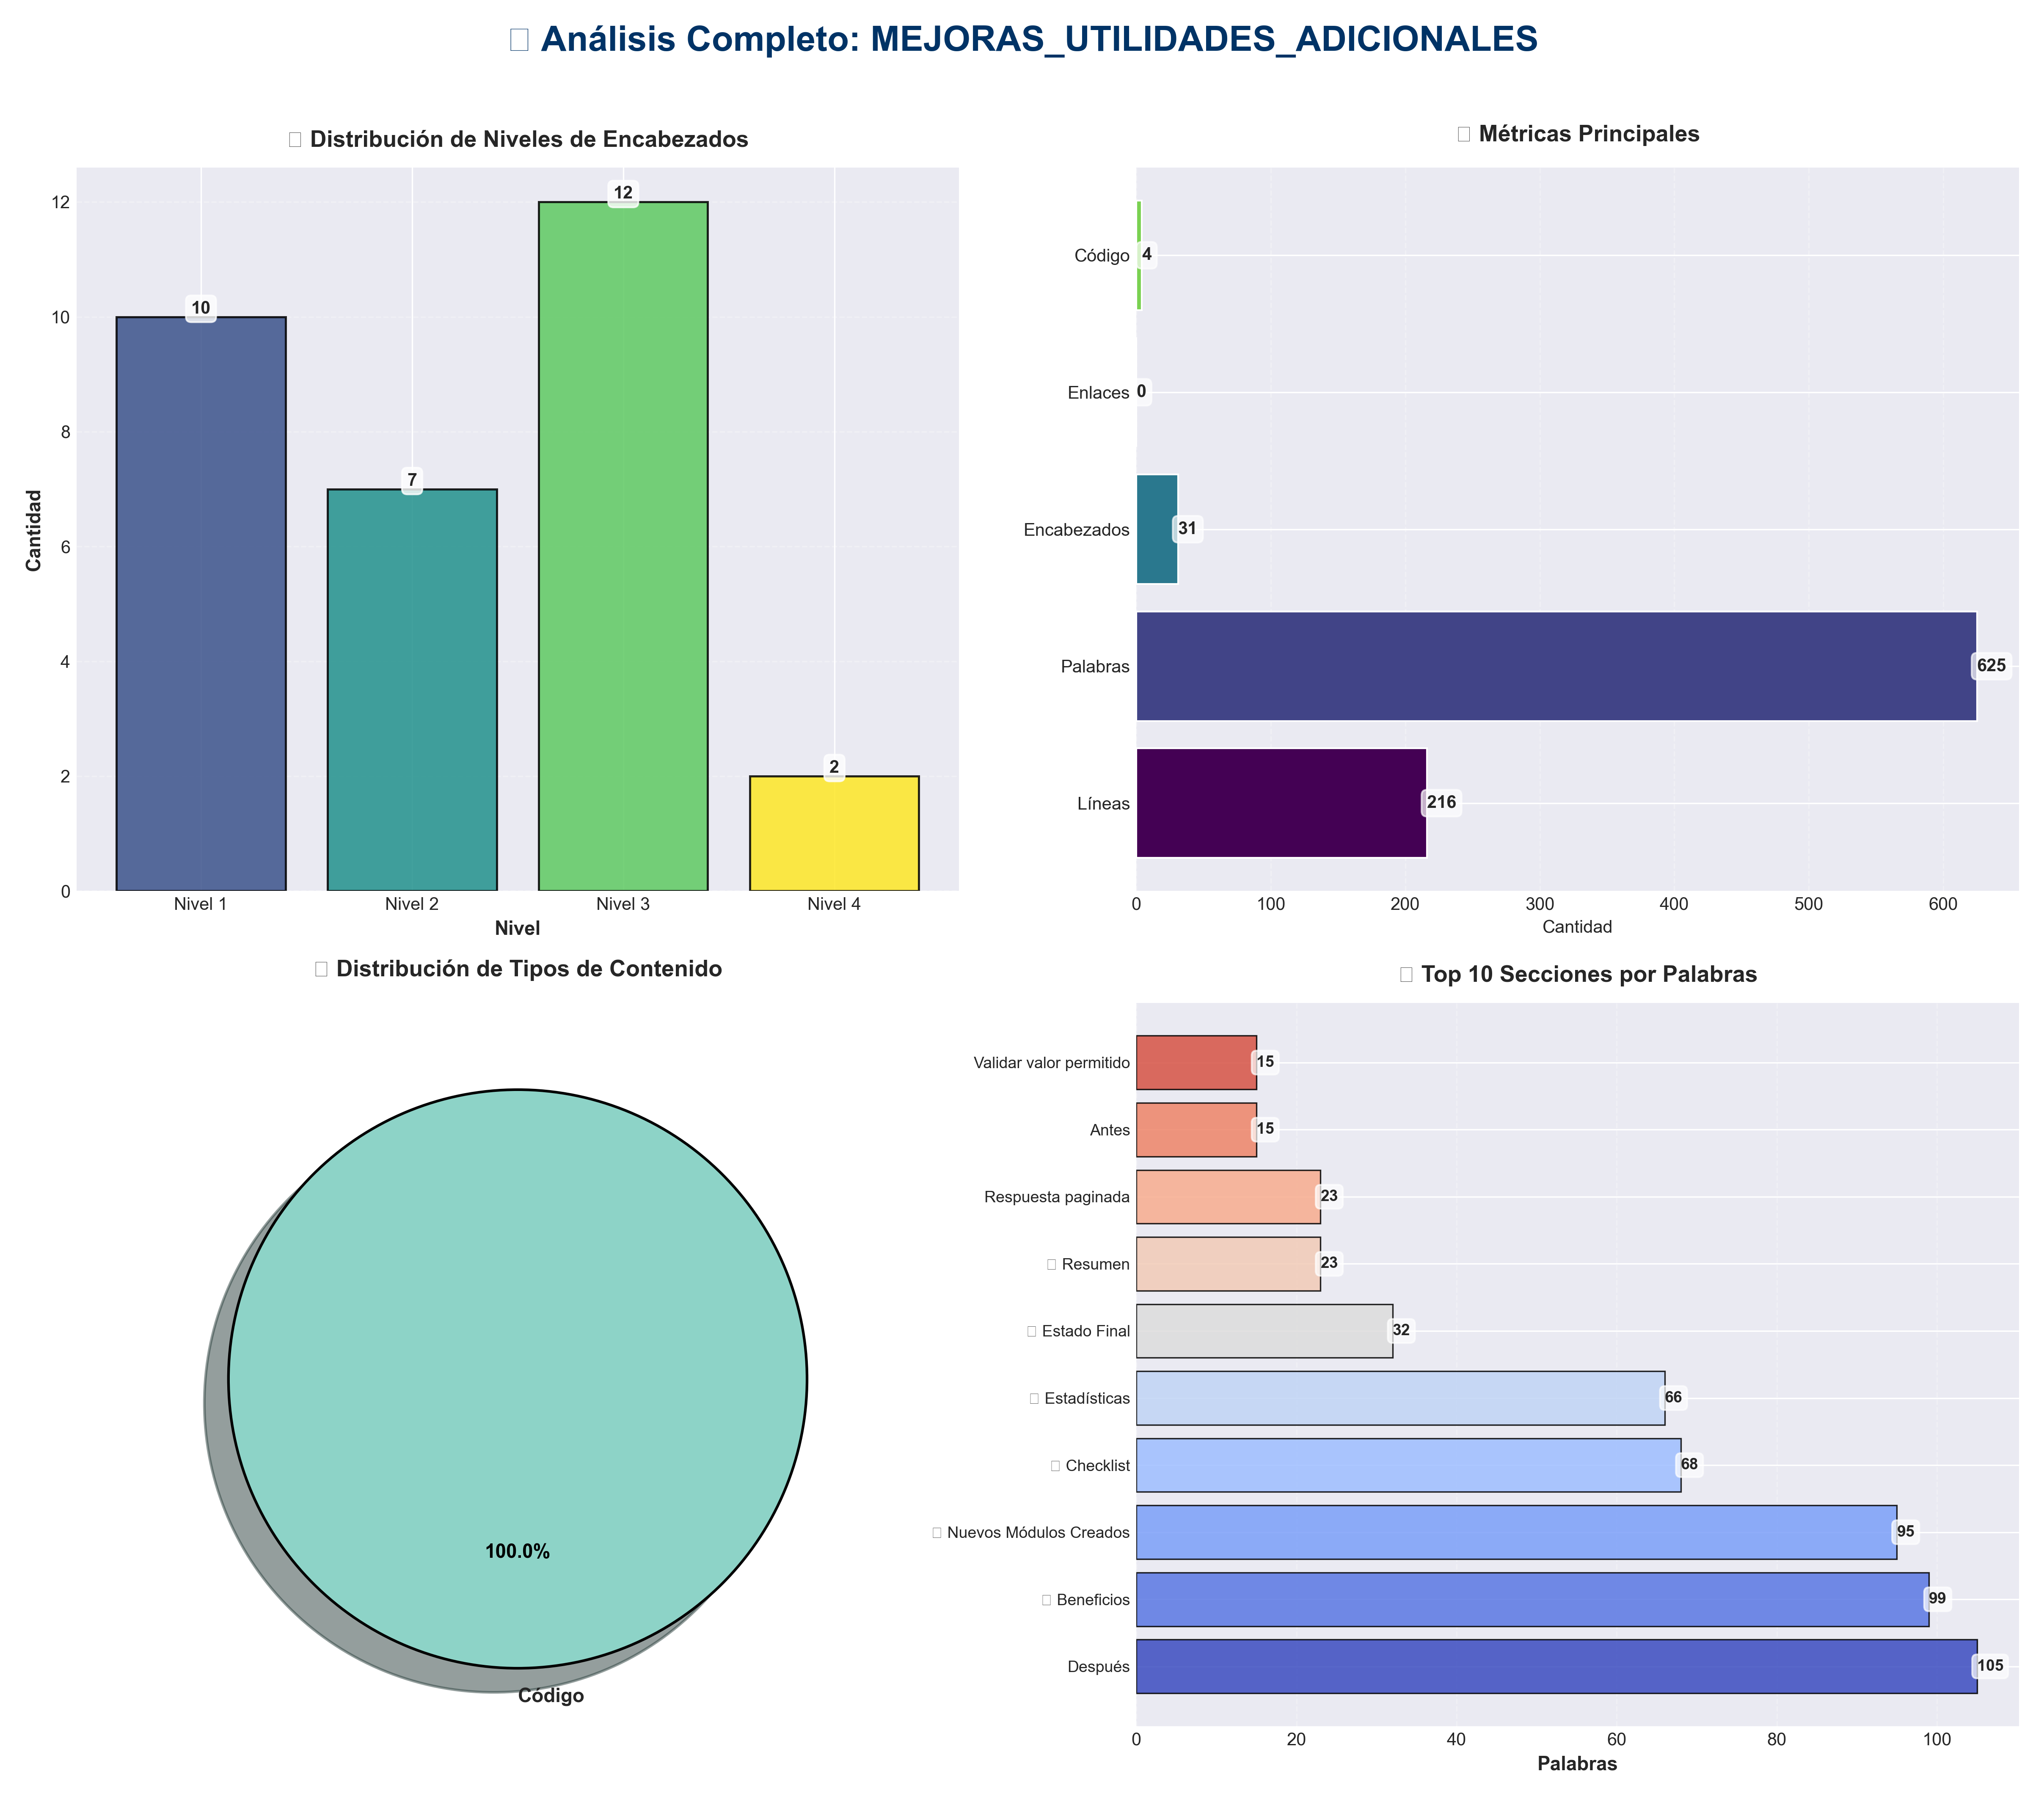 Análisis Completo: MEJORAS_UTILIDADES_ADICIONALES
Distribución de Niveles de Encabezados
Cantidad
12
10
8
6
4
2
0
10
7
12
2
Nivel 1
Nivel 2
Nivel 3
Nivel 4
Nivel
Métricas Principales
Código
4
Enlaces
0
Encabezados
31
Palabras
625
Líneas
216
0
100
200
300
400
500
600
Cantidad
Distribución de Tipos de Contenido
100.0%
Código
Top 10 Secciones por Palabras
Validar valor permitido
15
Antes
15
Respuesta paginada
23
Resumen
23
Estado Final
32
Estadísticas
66
Checklist
68
Nuevos Módulos Creados
95
Beneficios
99
Después
105
0
20
40
60
80
100
Palabras